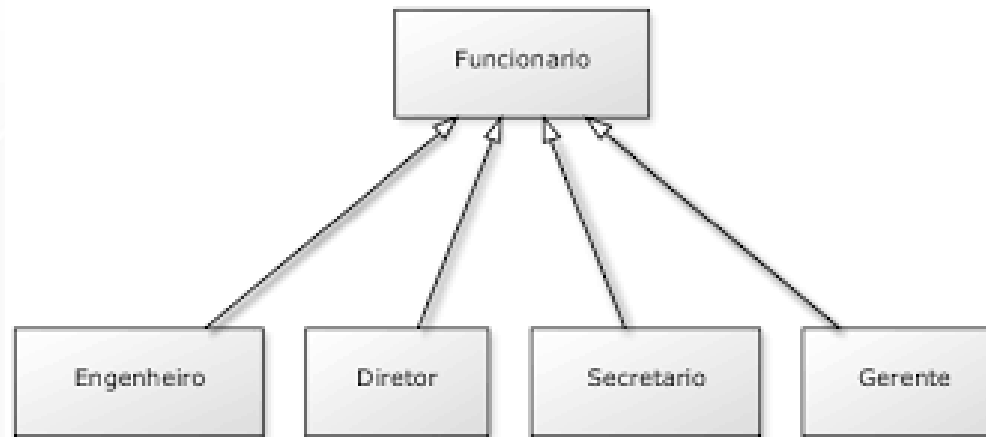 Funcionario
Engenheiro
Diretor
Secretario
Gerente